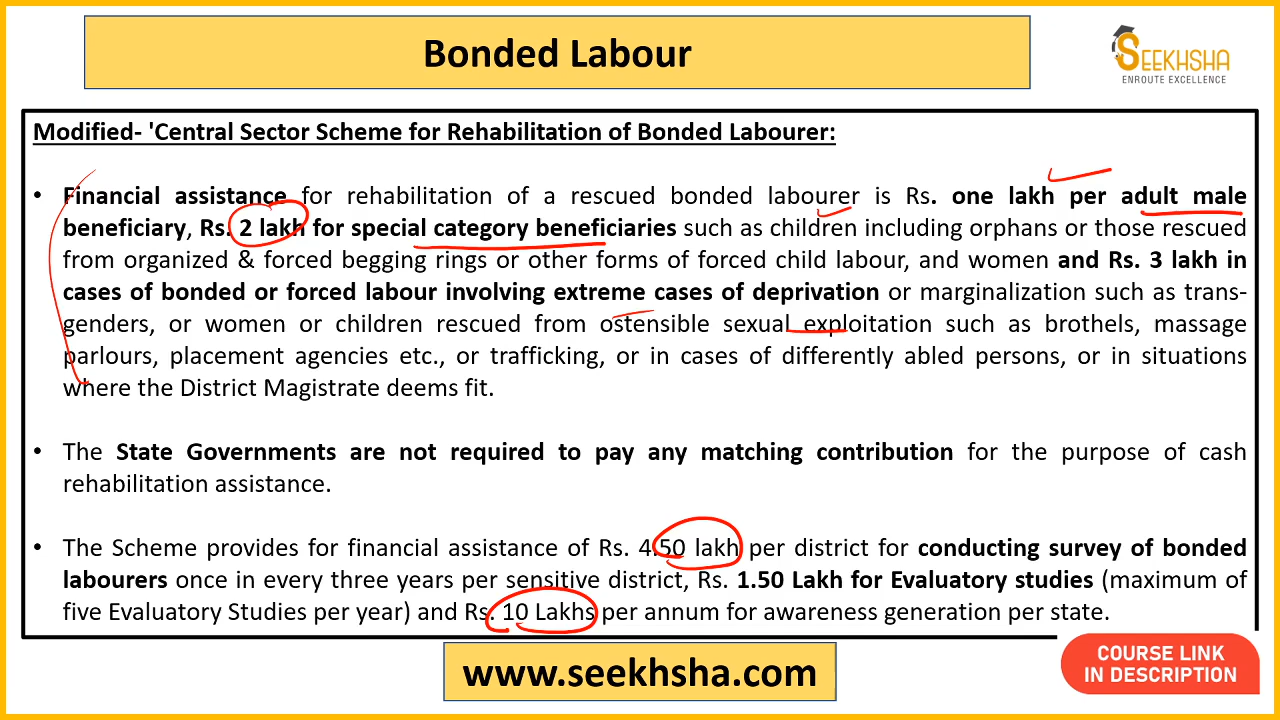 Bonded Labour
SEEKHSHA
ENROUTE EXCELLENCE
Modified- 'Central Sector Scheme for Rehabilitation of Bonded Labourer:
• Financial assistance for rehabilitation of a rescued bonded labourer is Rs. one lakh per adult male
beneficiary, Rs. 2 lakh for special category beneficiaries such as children including orphans or those rescued
from organized & forced begging rings or other forms of forced child labour, and women and Rs. 3 lakh in
cases of bonded or forced labour involving extreme cases of deprivation or marginalization such as trans-
genders, or women or children rescued from ostensible sexual exploitation such as brothels, massage
parlours, placement agencies etc., or trafficking, or in cases of differently abled persons, or in situations
where the District Magistrate deems fit.
• The State Governments are not required to pay any matching contribution for the purpose of cash
rehabilitation assistance.
• The Scheme provides for financial assistance of Rs. 4.50 lakh per district for conducting survey of bonded
labourers once in every three years per sensitive district, Rs. 1.50 Lakh for Evaluatory studies (maximum of
five Evaluatory Studies per year) and Rs. 10 Lakhs per annum for awareness generation per state.
www.seekhsha.com
COURSE LINK
IN DESCRIPTION